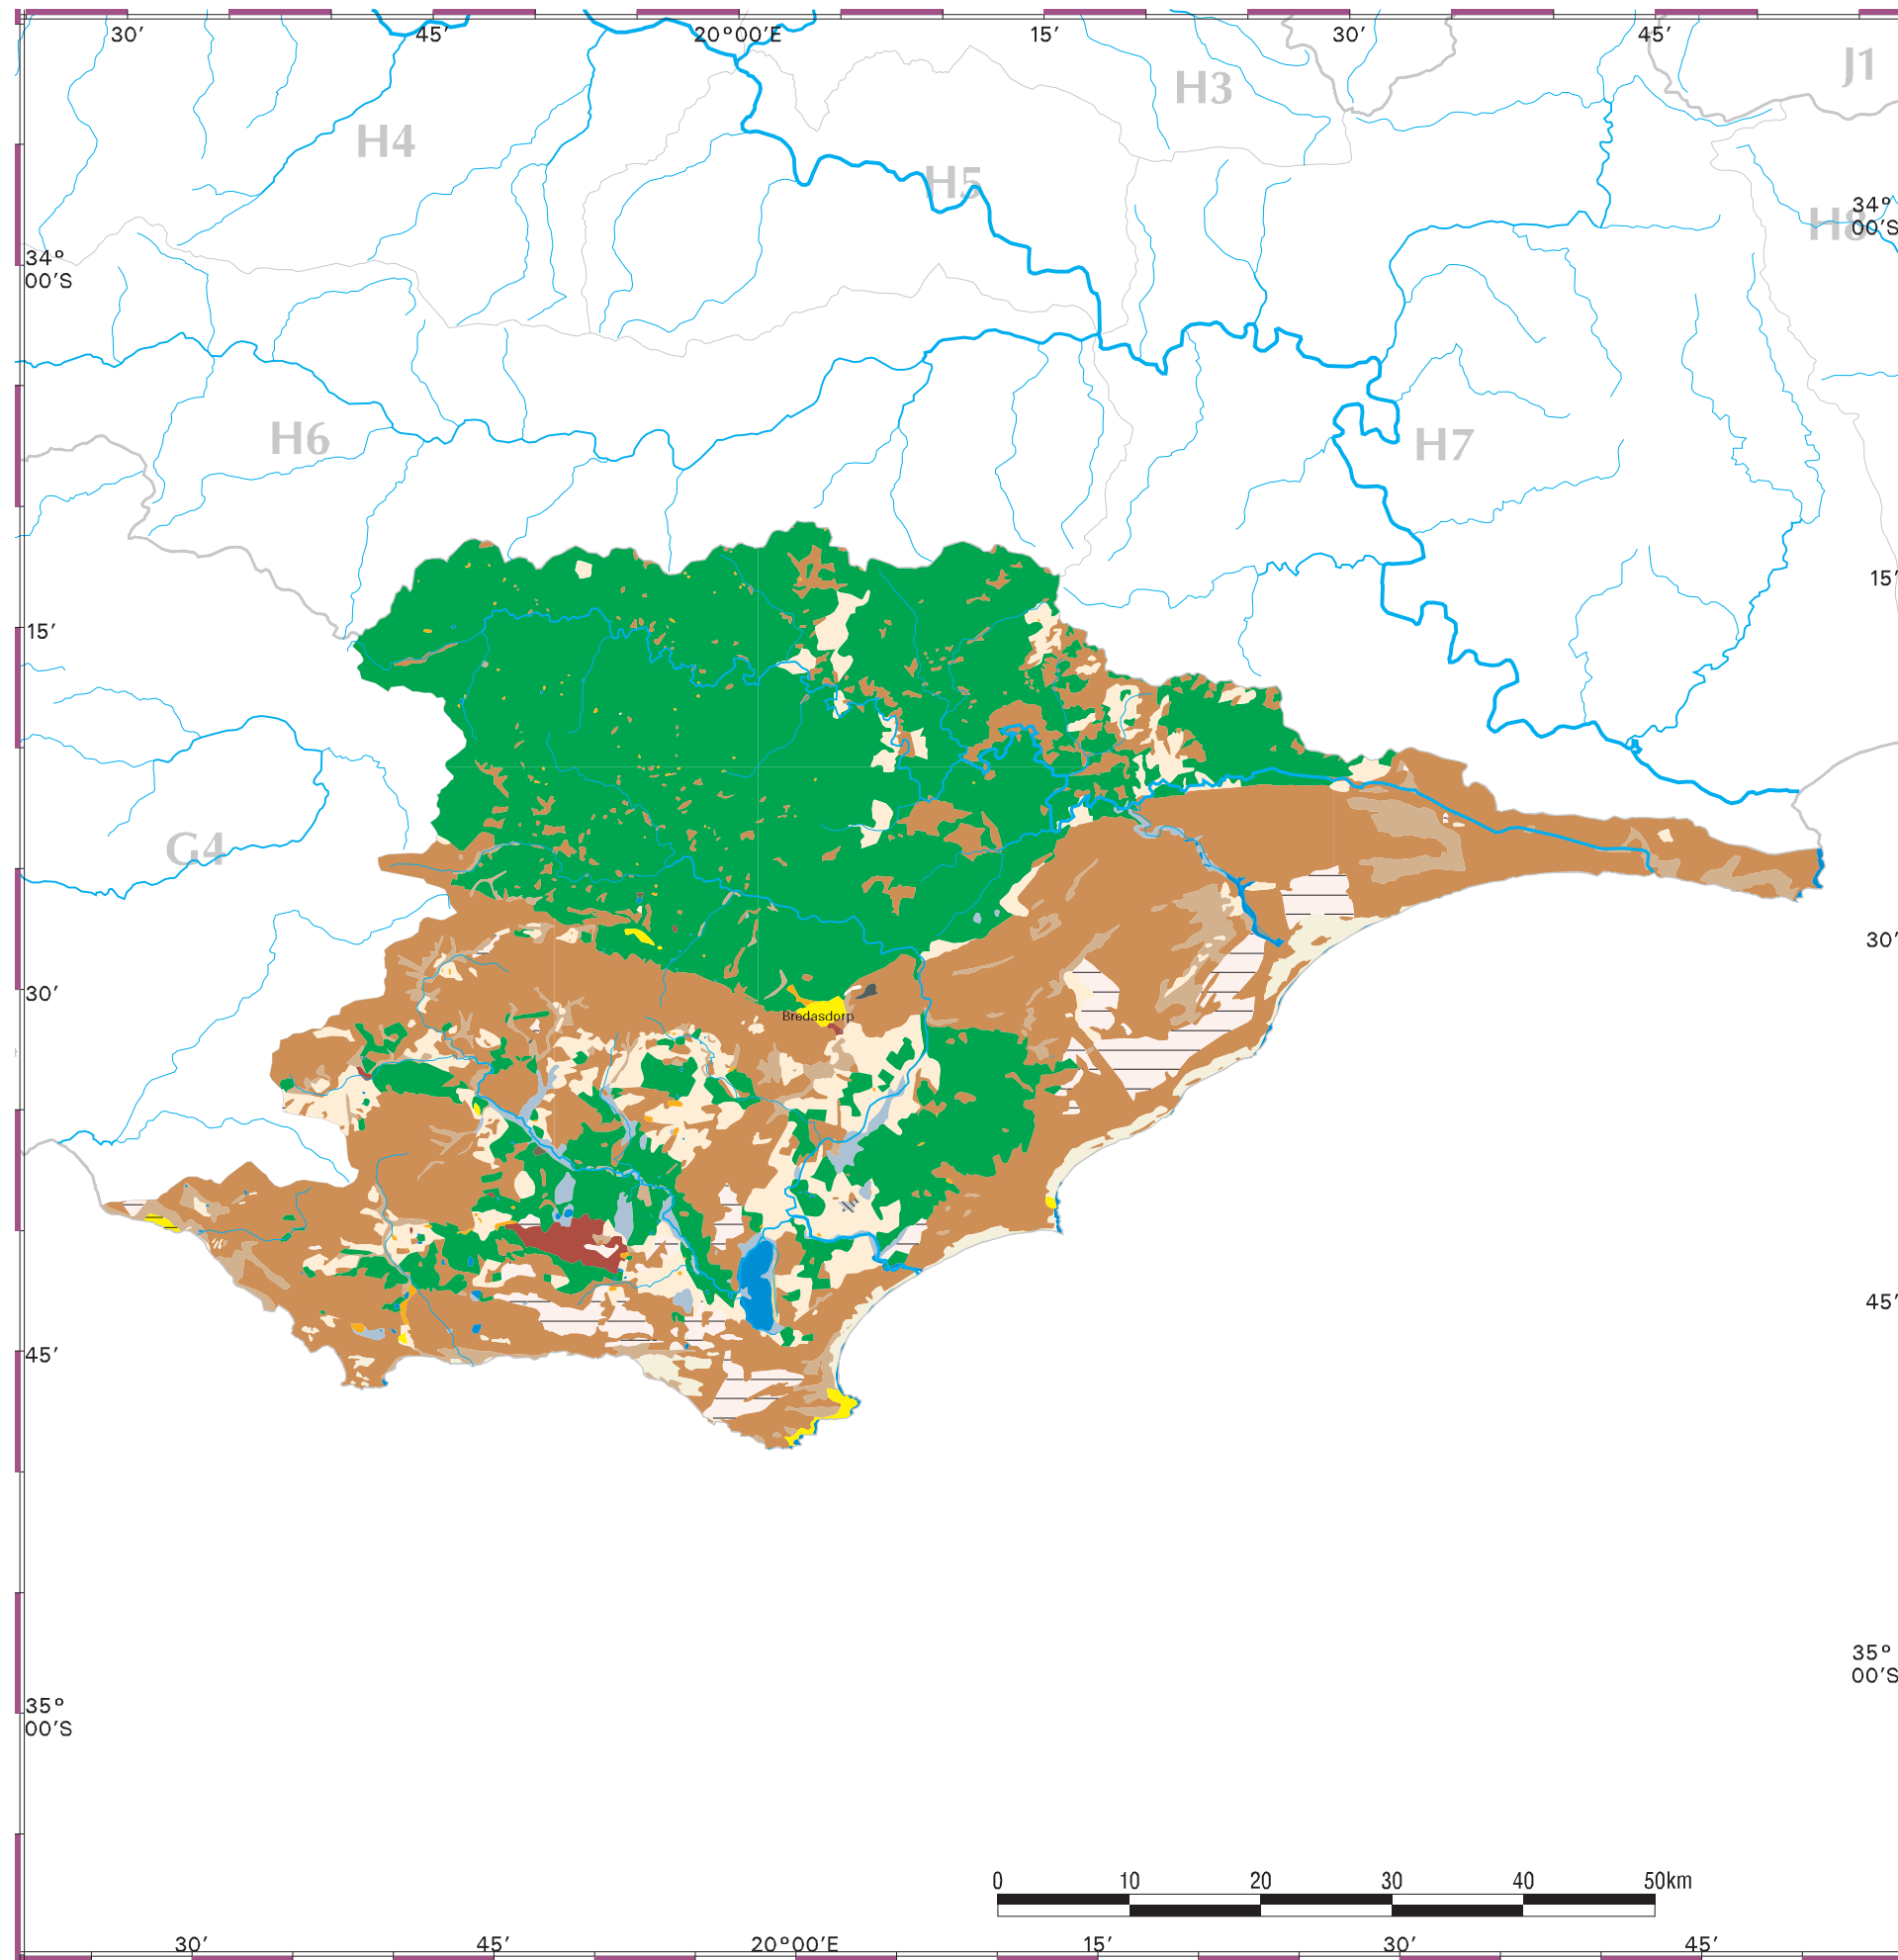 30′ 45′ 20°00′E 15′ 30′ 45′
J1
H3
H4
H5
34°
00′S
H8
34°
00′S
H6
H7
15′
15′
G4
30′
30′
Bredasdorp
45′
45′
35°
00′S
35°
00′S
0 10 20 30 40 50km
30′ 45′ 20°00′E 15′ 30′ 45′